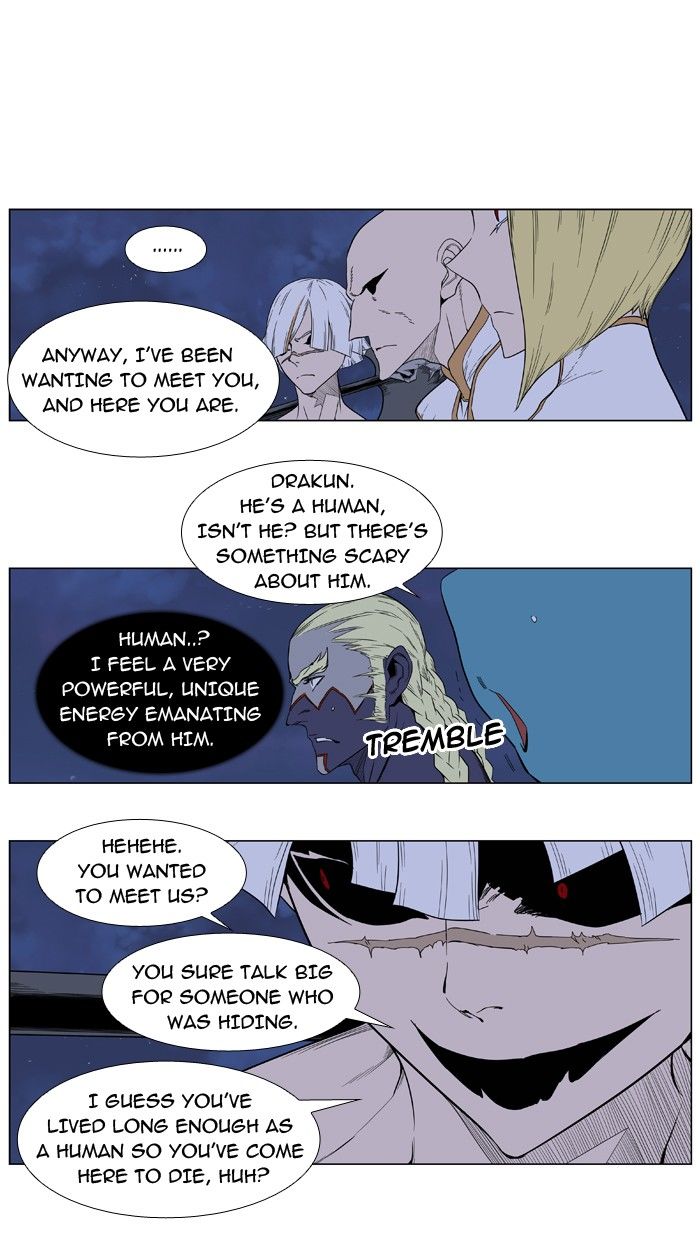 ......
ANYWAY, I'VE BEEN
WANTING TO MEET YOU,
AND HERE YOU ARE.
DRAKUN.
HE'S A HUMAN,
ISN'T HE? BUT THERE'S
SOMETHING SCARY
ABOUT HIM.
HUMAN..?
I FEEL A VERY
POWERFUL, UNIQUE
ENERGY EMANATING
FROM HIM.
TREMBLE
HEHEHE.
YOU WANTED
TO MEET US?
YOU SURE TALK BIG
FOR SOMEONE WHO
WAS HIDING.
I GUESS YOU'VE
LIVED LONG ENOUGH AS
A HUMAN SO YOU'VE COME
HERE TO DIE, HUH?